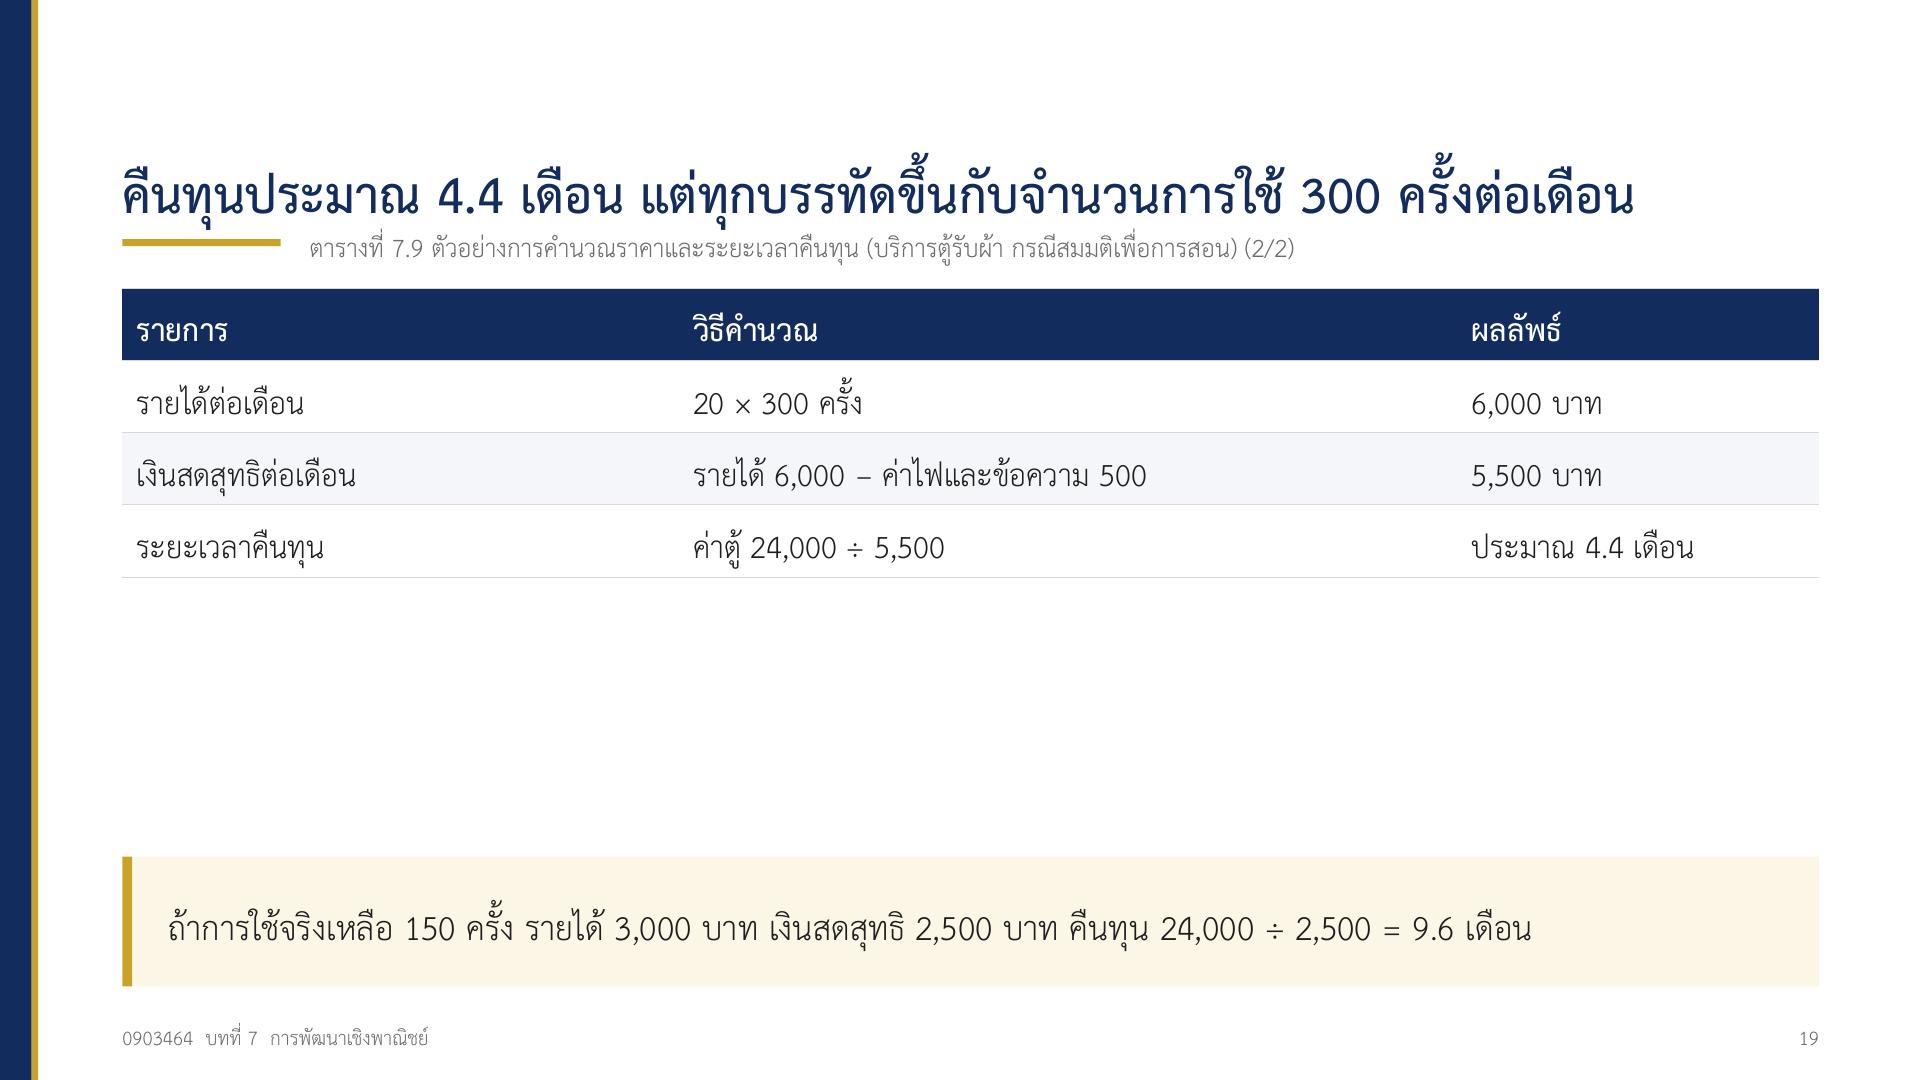 คืนทุนประมาณ 4.4 เดือน แต่ทุกบรรทัดขึ้นกับจำนวนการใช้ 300 ครั้งต่อเดือน
ตารางที่ 7.9 ตัวอย่างการคำนวณราคาและระยะเวลาคืนทุน (บริการตู้รับผ้า กรณีสมมติเพื่อการสอน) (2/2)
รายการ วิธีคำนวณ ผลลัพธ์
รายได้ต่อเดือน 20 × 300 ครั้ง 6,000 บาท
เงินสดสุทธิต่อเดือน รายได้ 6,000 – ค่าไฟและข้อความ 500 5,500 บาท
ระยะเวลาคืนทุน ค่าตู้ 24,000 ÷ 5,500 ประมาณ 4.4 เดือน
ถ้าการใช้จริงเหลือ 150 ครั้ง รายได้ 3,000 บาท เงินสดสุทธิ 2,500 บาท คืนทุน 24,000 ÷ 2,500 = 9.6 เดือน
0903464 บทที่ 7 การพัฒนาเชิงพาณิชย์ 19